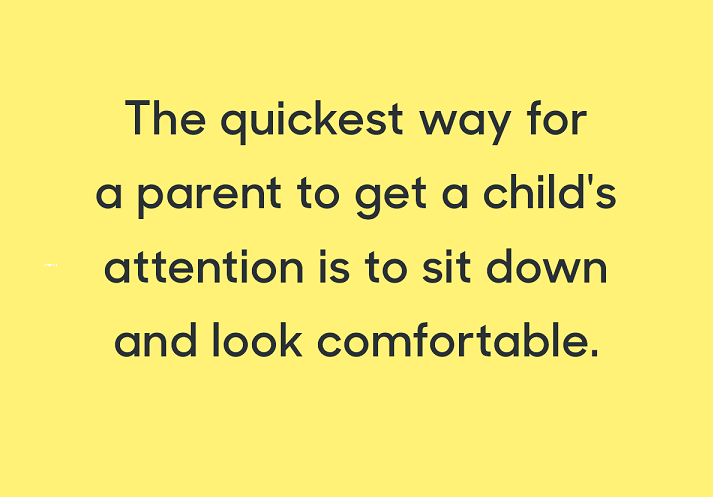 The quickest way for
a parent to get a child's
attention is to sit down
and look comfortable.